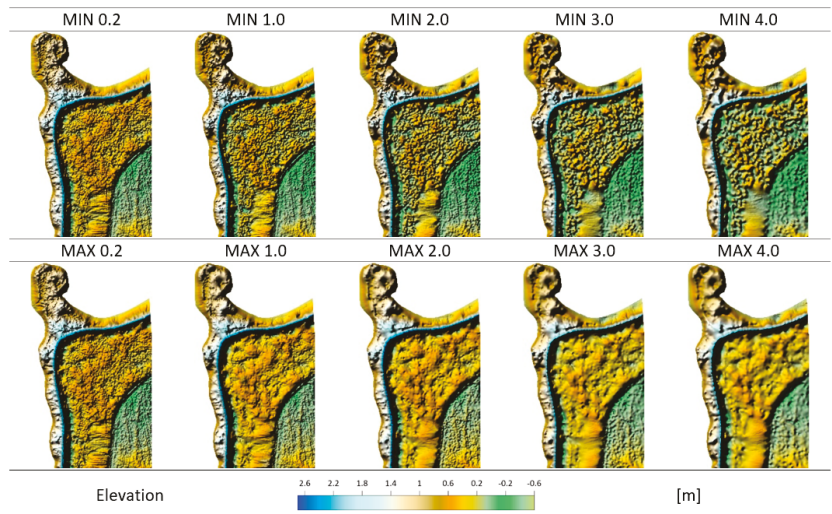 MIN 0.2 MIN 1.0 MIN 2.0 MIN 3.0 MIN 4.0
MAX 0.2 MAX 1.0 MAX 2.0 MAX 3.0 MAX 4.0
2.6 2.2 1.8 1.4 1 0.6 0.2 -0.2 -0.6
Elevation [m]